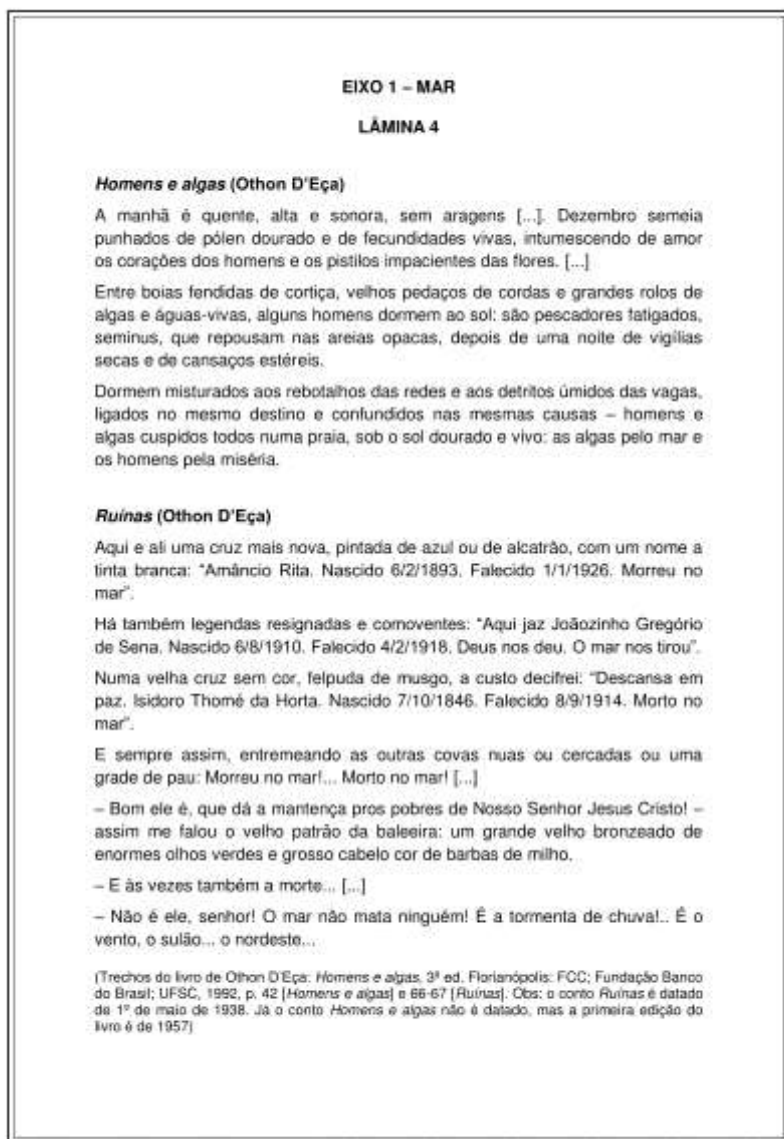 EIXO 1 – MAR
LÂMINA 4
Homens e algas (Othon D'Eça)
A manhã é quente, alta e sonora, sem aragens [...]. Dezembro semeia
punhados de pólen dourado e de fecundidades vivas, intumescendo de amor
os corações dos homens e os pistilos impacientes das flores. [...]
Entre boias fendidas de cortiça, velhos pedaços de cordas e grandes rolos de
algas e águas-vivas, alguns homens dormem ao sol: são pescadores fatigados,
seminus, que repousam nas areias opacas, depois de uma noite de vigílias
secas e de cansaços estéreis.
Dormem misturados aos rebotalhos das redes e aos detritos úmidos das vagas,
ligados no mesmo destino e confundidos nas mesmas causas – homens e
algas cuspidos todos numa praia, sob o sol dourado e vivo: as algas pelo mar e
os homens pela miséria.
Ruínas (Othon D'Eça)
Aqui e ali uma cruz mais nova, pintada de azul ou de alcatrão, com um nome a
tinta branca: "Amâncio Rita. Nascido 6/2/1893. Falecido 1/1/1926. Morreu no
mar".
Há também legendas resignadas e comoventes: "Aqui jaz Joãozinho Gregório
de Sena. Nascido 6/8/1910. Falecido 4/2/1918. Deus nos deu. O mar nos tirou".
Numa velha cruz sem cor, felpuda de musgo, a custo decifrei: "Descansa em
paz. Isidoro Thomé da Horta. Nascido 7/10/1846. Falecido 8/9/1914. Morto no
mar".
E sempre assim, entremeando as outras covas nuas ou cercadas ou uma
grade de pau: Morreu no mar!... Morto no mar! [...]
– Bom ele é, que dá a mantença pros pobres de Nosso Senhor Jesus Cristo! –
assim me falou o velho patrão da baleeira: um grande velho bronzeado de
enormes olhos verdes e grosso cabelo cor de barbas de milho.
– E às vezes também a morte... [...]
– Não é ele, senhor! O mar não mata ninguém! É a tormenta de chuva!.. É o
vento, o sulão... o nordeste...
(Trechos do livro de Othon D'Eça: Homens e algas, 3ª ed. Florianópolis: FCC; Fundação Banco
do Brasil; UFSC, 1992, p. 42 [Homens e algas] e 66-67 [Ruínas]. Obs: o conto Ruínas é datado
de 1º de maio de 1938. Já o conto Homens e algas não é datado, mas a primeira edição do
livro é de 1957)